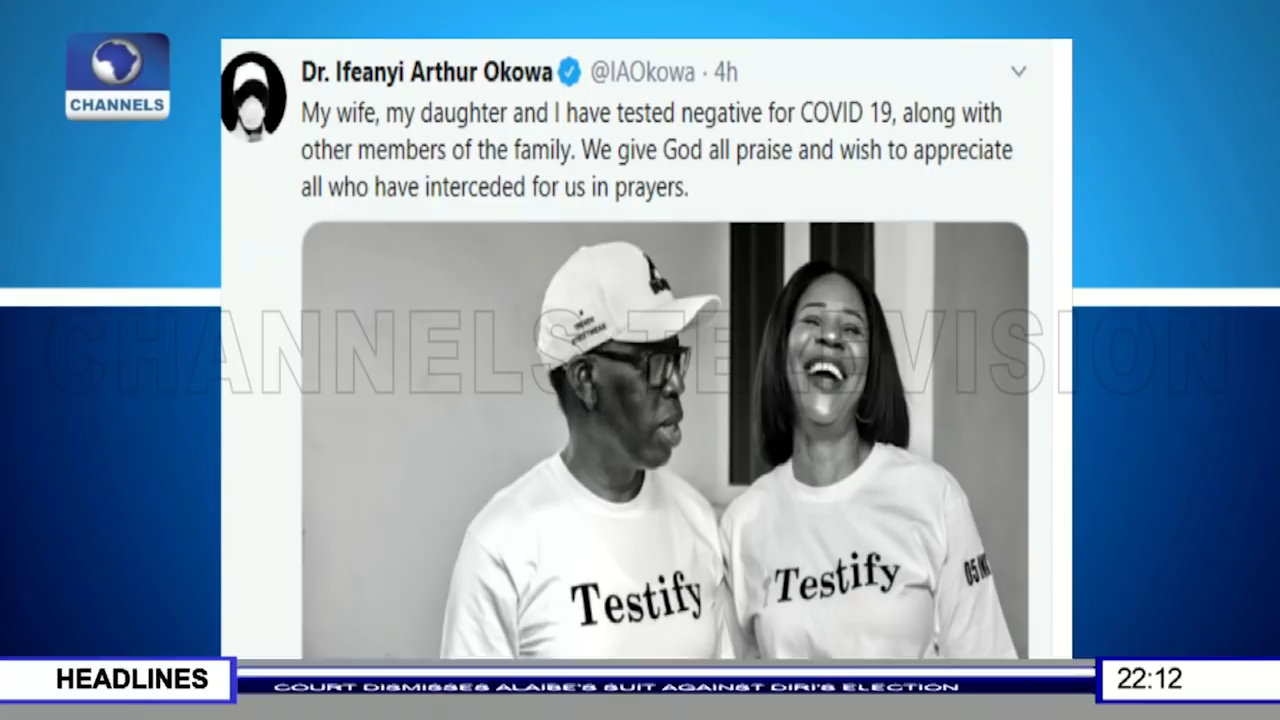 CHANNELS
Dr. Ifeanyi Arthur Okowa @IAOkowa · 4h
My wife, my daughter and I have tested negative for COVID 19, along with
other members of the family. We give God all praise and wish to appreciate
all who have interceded for us in prayers.
CHANNELS TELEVISION
Testify
Testify
HEADLINES
COURT DISMISSES ALAIBE'S SUIT AGAINST DIRI'S ELECTION
22:12